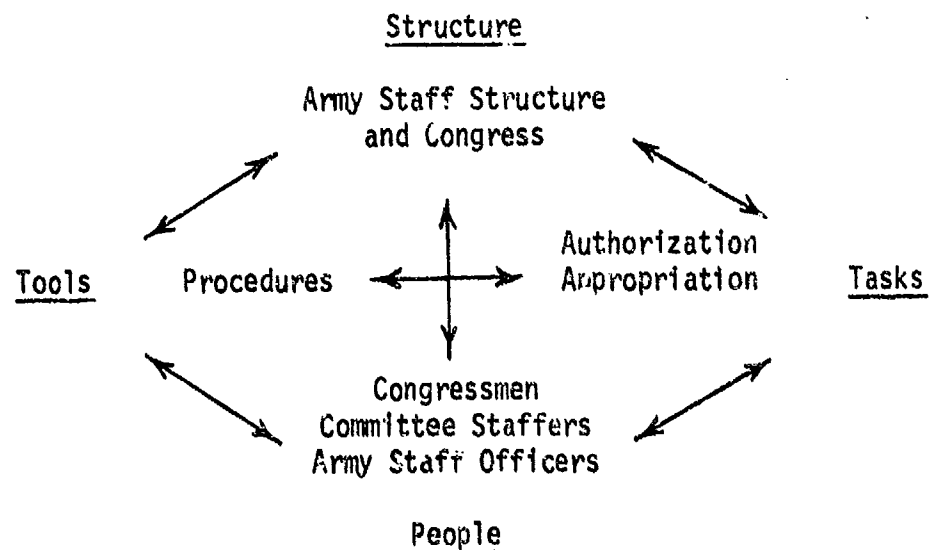 Structure
Army Staff Structure
and Congress
Authorization
Tools Procedures Appropriation Tasks
Congressmen
Committee Staffers
Army Staff Officers
People